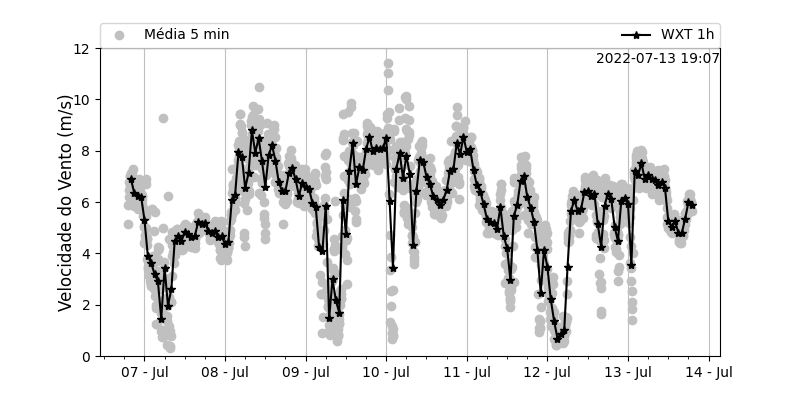 Média 5 min
WXT 1h
2022-07-13 19:07
Velocidade do Vento (m/s)
12
10
8
6
4
2
0
07 - Jul
08 - Jul
09 - Jul
10 - Jul
11 - Jul
12 - Jul
13 - Jul
14 - Jul